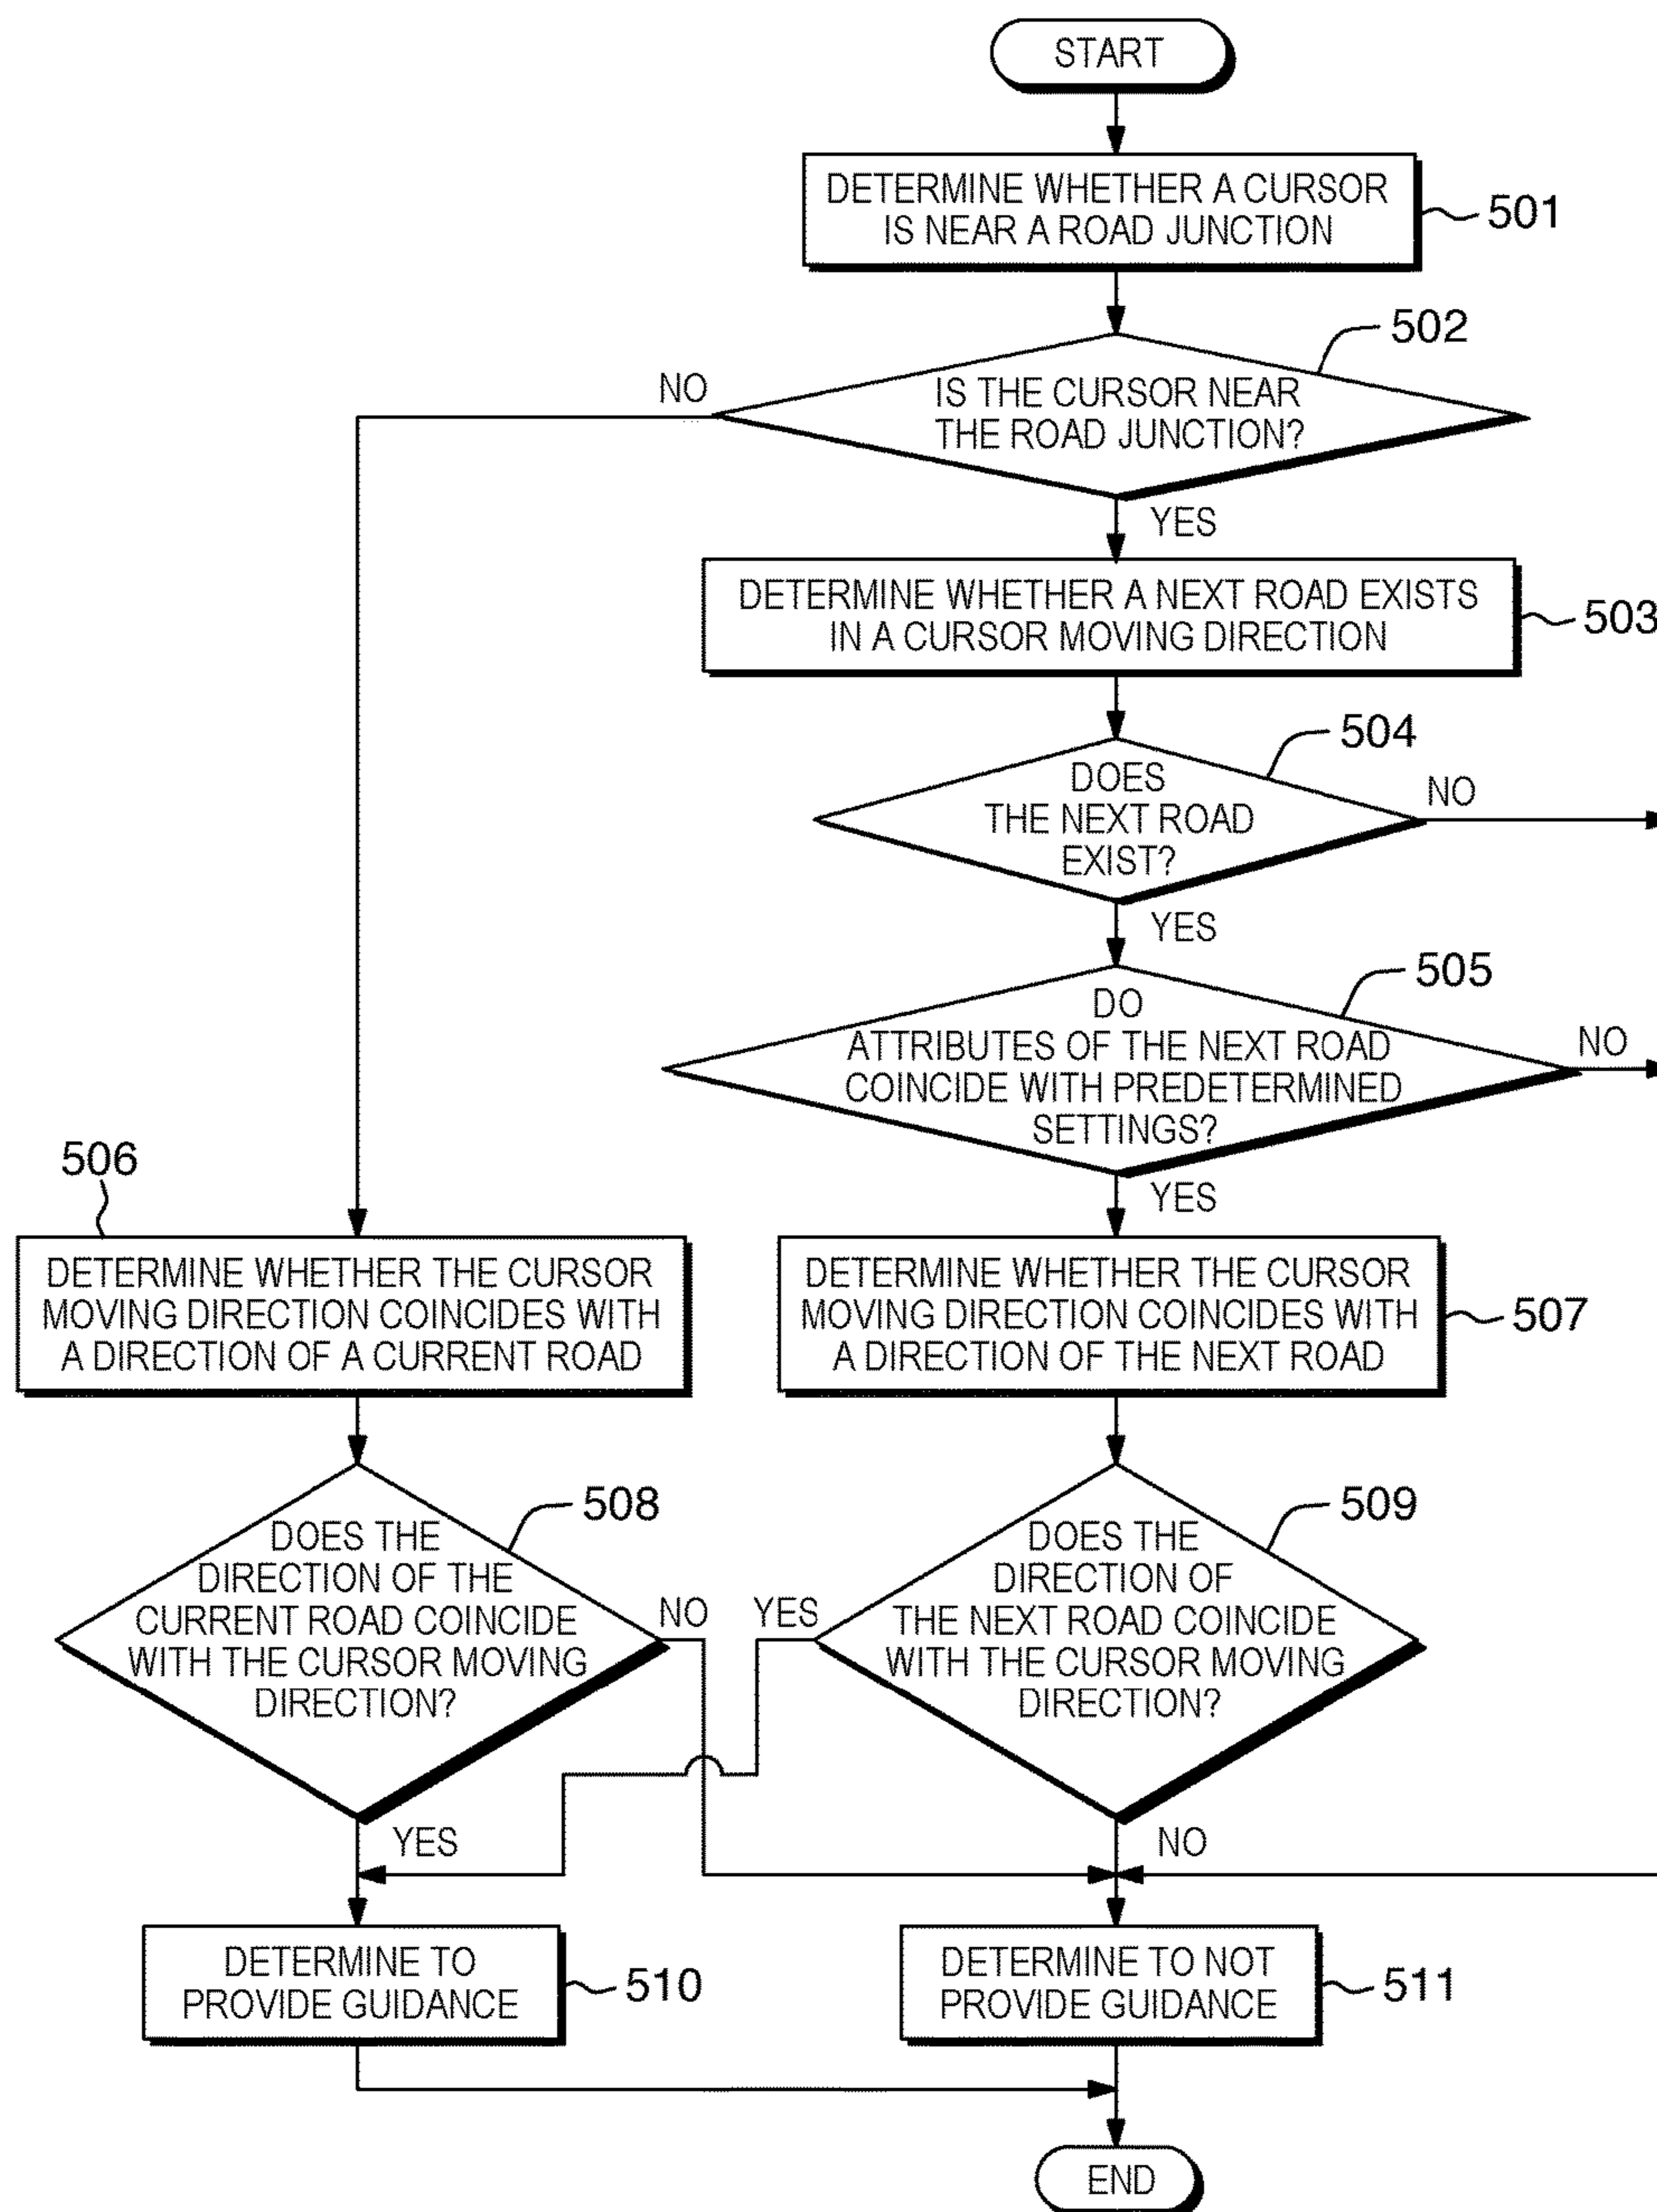 START
DETERMINE WHETHER A CURSOR
IS NEAR A ROAD JUNCTION
501
502
NO
IS THE CURSOR NEAR
THE ROAD JUNCTION?
YES
DETERMINE WHETHER A NEXT ROAD EXISTS
IN A CURSOR MOVING DIRECTION
503
504
DOES
THE NEXT ROAD
EXIST?
NO
YES
505
DO
ATTRIBUTES OF THE NEXT ROAD
COINCIDE WITH PREDETERMINED
SETTINGS?
NO
YES
506
DETERMINE WHETHER THE CURSOR
MOVING DIRECTION COINCIDES WITH
A DIRECTION OF A CURRENT ROAD
DETERMINE WHETHER THE CURSOR
MOVING DIRECTION COINCIDES WITH
A DIRECTION OF THE NEXT ROAD
507
508
DOES THE
DIRECTION OF THE
CURRENT ROAD COINCIDE
WITH THE CURSOR MOVING
DIRECTION?
NO
YES
509
DOES THE
DIRECTION OF
THE NEXT ROAD COINCIDE
WITH THE CURSOR MOVING
DIRECTION?
YES
NO
DETERMINE TO
PROVIDE GUIDANCE
510
DETERMINE TO NOT
PROVIDE GUIDANCE
511
END